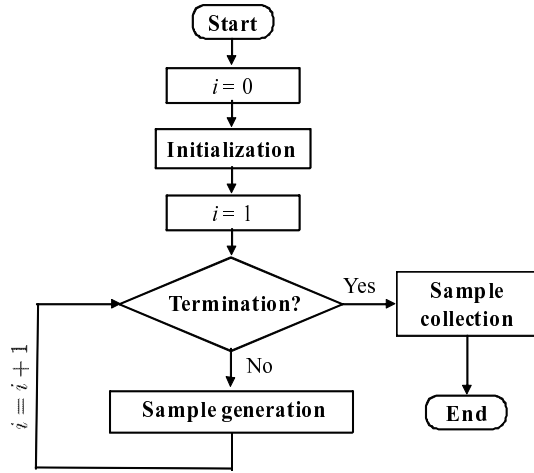 Start
i = 0
Initialization
i = 1
Termination?
Yes
Sample
collection
No
Sample generation
End
i = i + 1